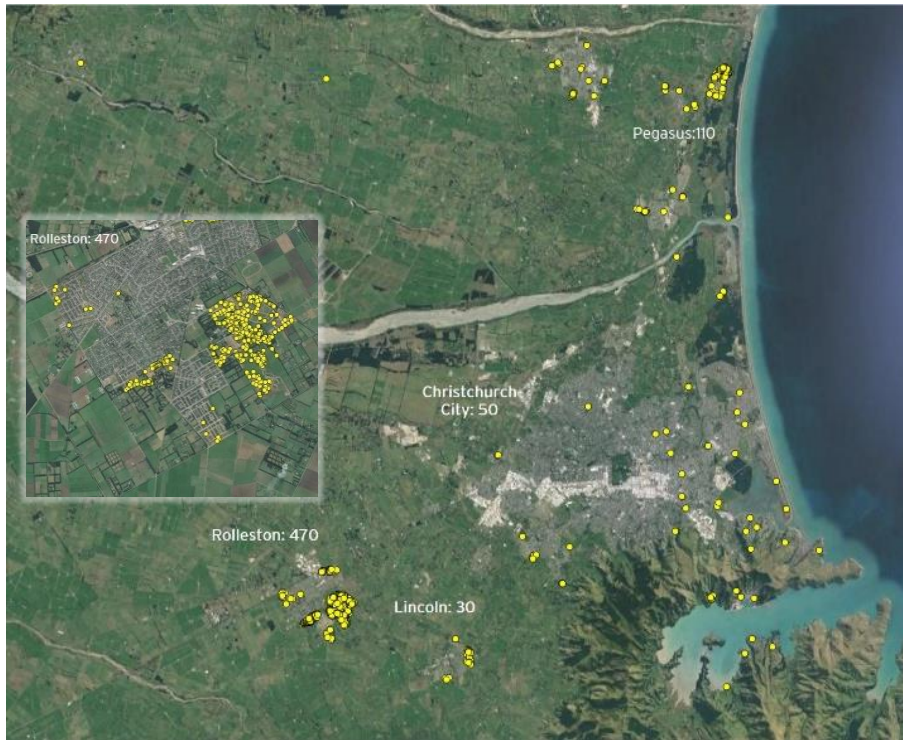 Pegasus:110
Rolleston: 470
Christchurch
City: 50
Rolleston: 470
Lincoln: 30